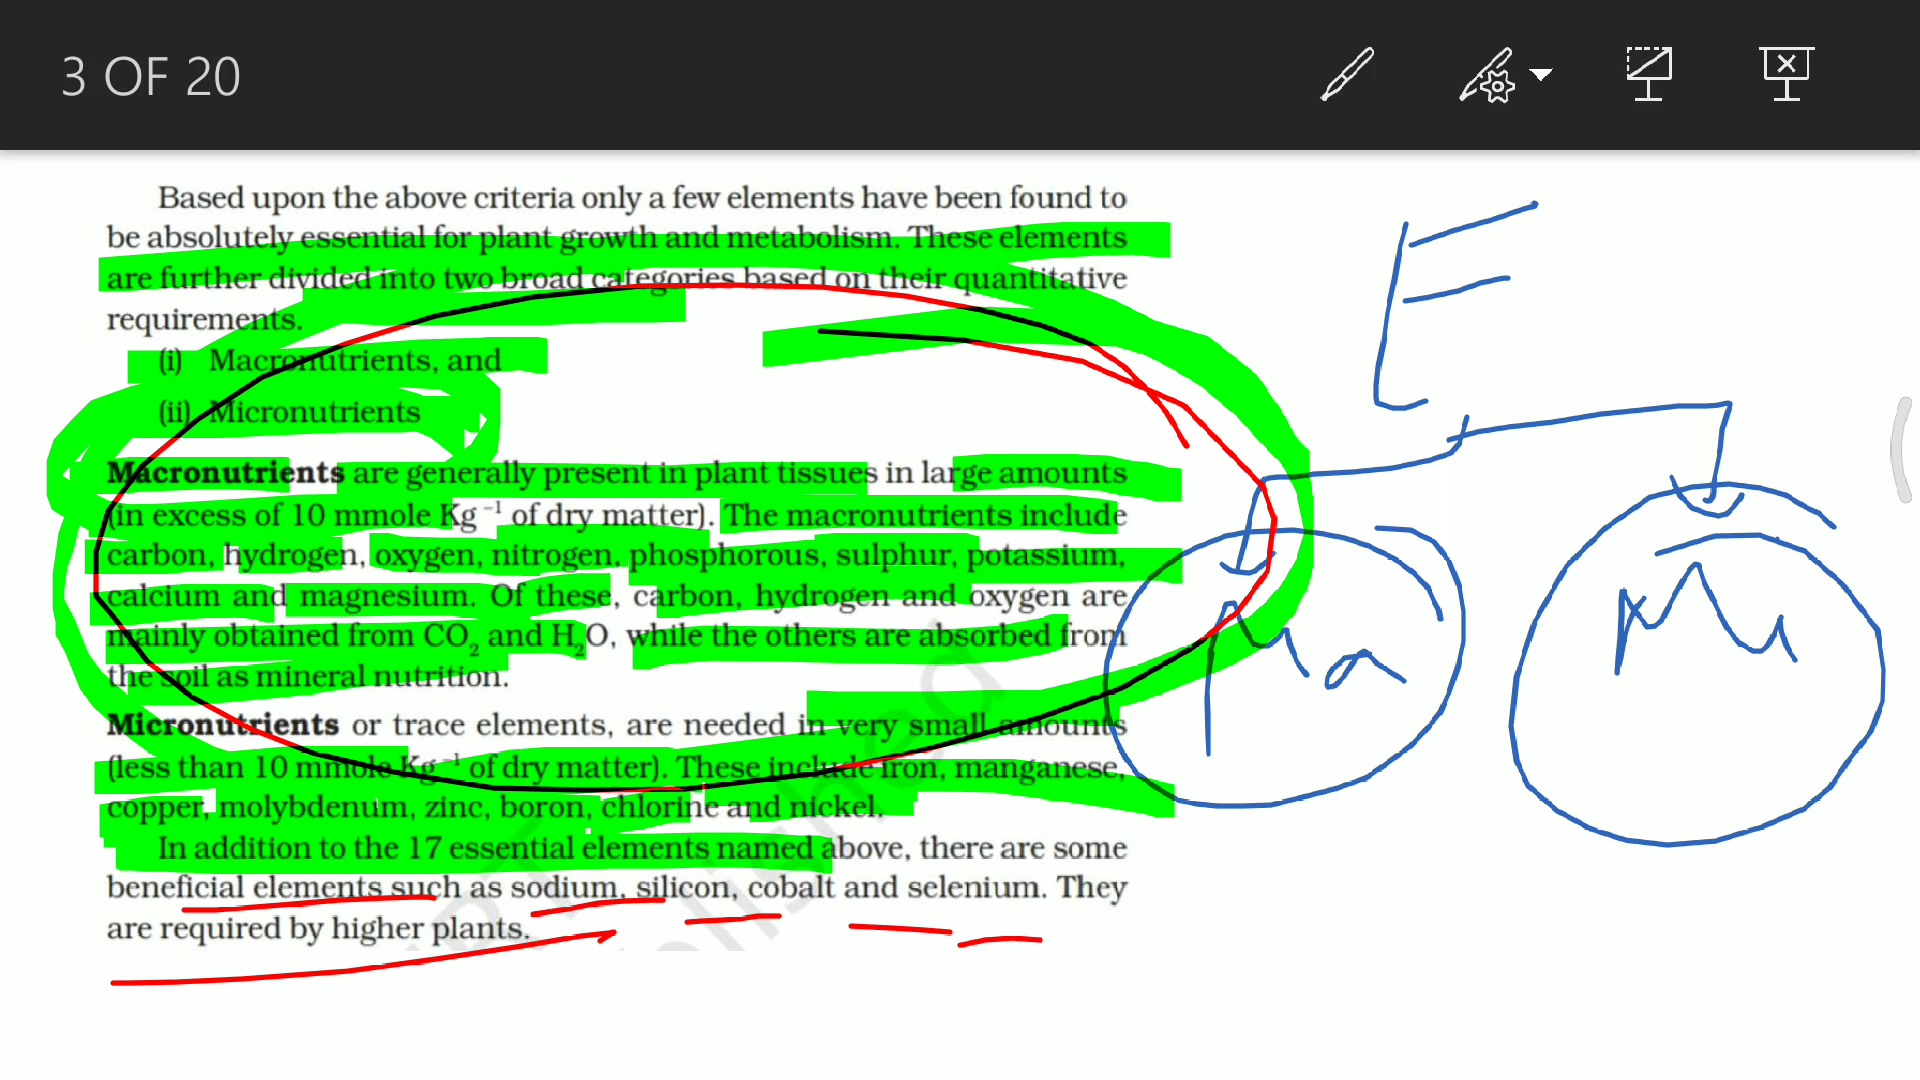 3 OF 20
Based upon the above criteria only a few elements have been found to
be absolutely essential for plant growth and metabolism. These elements
are further divided into two broad categories based on their quantitative
requirements.
(i) Macronutrients, and
(ii) Micronutrients
Macronutrients are generally present in plant tissues in large amounts
(in excess of 10 mmole Kg⁻¹ of dry matter). The macronutrients include
carbon, hydrogen, oxygen, nitrogen, phosphorous, sulphur, potassium,
calcium and magnesium. Of these, carbon, hydrogen and oxygen are
mainly obtained from CO₂ and H₂O, while the others are absorbed from
the soil as mineral nutrition.
Micronutrients or trace elements, are needed in very small amounts
(less than 10 mmole Kg⁻¹ of dry matter). These include iron, manganese,
copper, molybdenum, zinc, boron, chlorine and nickel.
In addition to the 17 essential elements named above, there are some
beneficial elements such as sodium, silicon, cobalt and selenium. They
are required by higher plants.
E
Ma